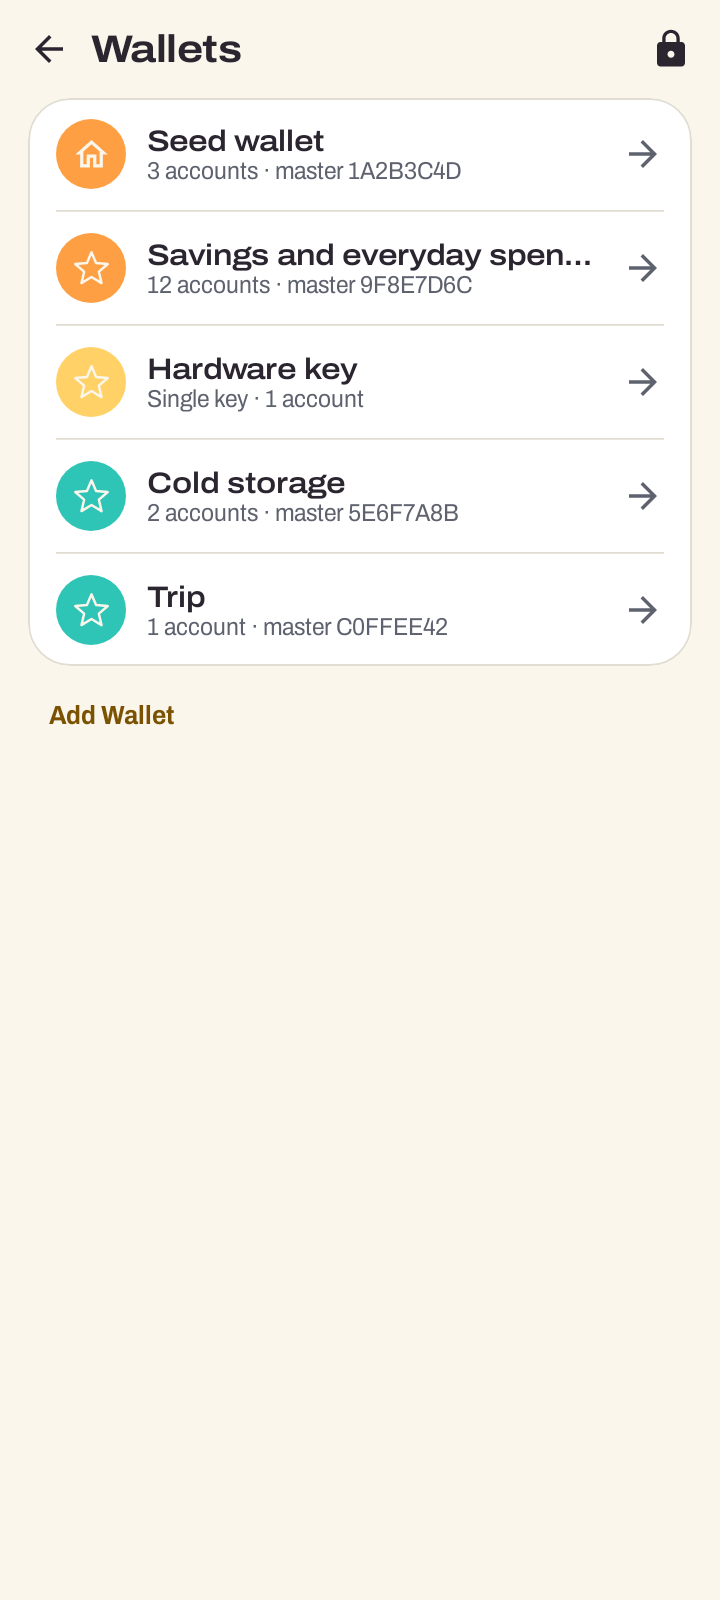 Wallets
Seed wallet
3 accounts · master 1A2B3C4D
Savings and everyday spen...
12 accounts · master 9F8E7D6C
Hardware key
Single key · 1 account
Cold storage
2 accounts · master 5E6F7A8B
Trip
1 account · master C0FFEE42
Add Wallet